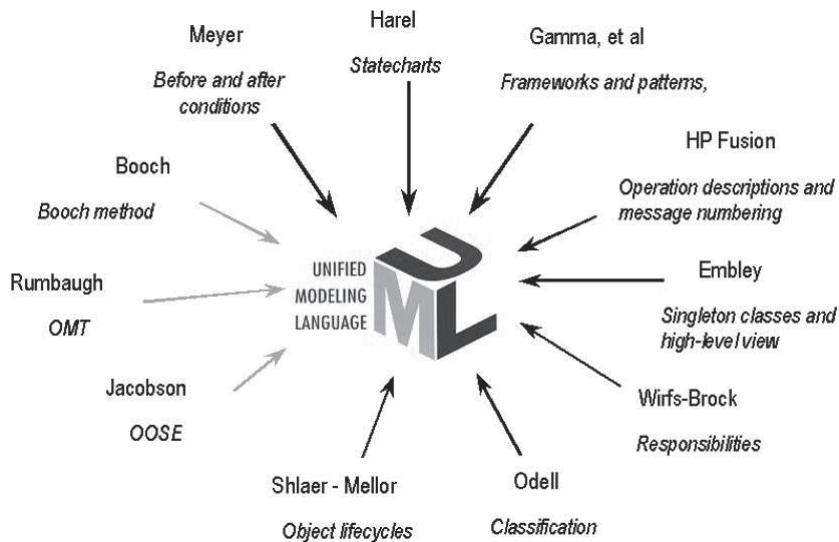 Meyer
Before and after
conditions
Harel
Statecharts
Gamma, et al
Frameworks and patterns,
HP Fusion
Operation descriptions and
message numbering
Embley
Singleton classes and
high-level view
Wirfs-Brock
Responsibilities
Odell
Classification
Shlaer - Mellor
Object lifecycles
Jacobson
OOSE
Rumbaugh
OMT
Booch
Booch method
UNIFIED
MODELING
LANGUAGE
UML